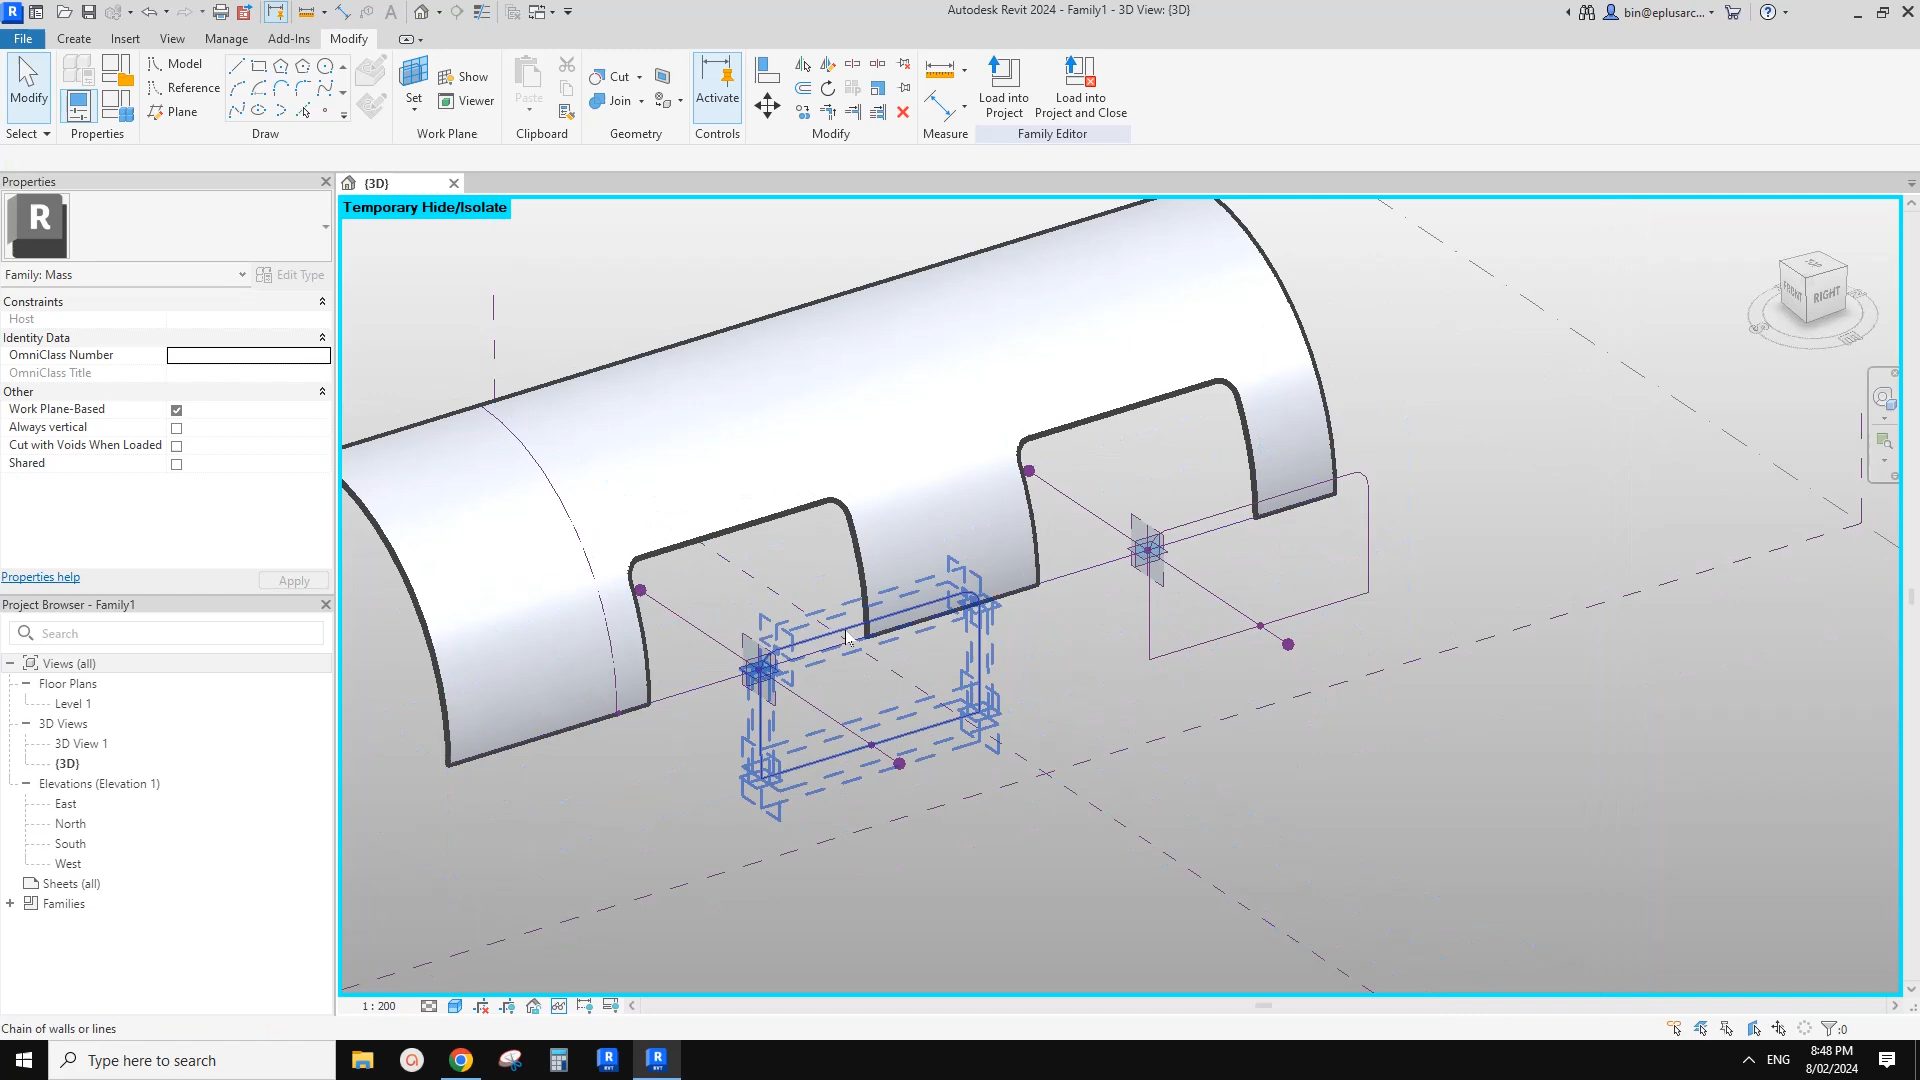 Autodesk Revit 2024 - Family1 - 3D View: {3D}
bin@eplusarc...
File
Create
Insert
View
Manage
Add-Ins
Modify
Modify
Select
Properties
Model
Reference
Plane
Draw
Set
Show
Viewer
Work Plane
Paste
Clipboard
Cut
Join
Geometry
Activate
Controls
Modify
Measure
Load into
Project
Load into
Project and Close
Family Editor
Properties
{3D}
Temporary Hide/Isolate
R
Family: Mass
Edit Type
Constraints
Host
Identity Data
OmniClass Number
OmniClass Title
Other
Work Plane-Based
Always vertical
Cut with Voids When Loaded
Shared
Properties help
Apply
Project Browser - Family1
Search
Views (all)
Floor Plans
Level 1
3D Views
3D View 1
{3D}
Elevations (Elevation 1)
East
North
South
West
Sheets (all)
Families
TOP
FRONT
RIGHT
1 : 200
Chain of walls or lines
:0
Type here to search
ENG
8:48 PM
8/02/2024